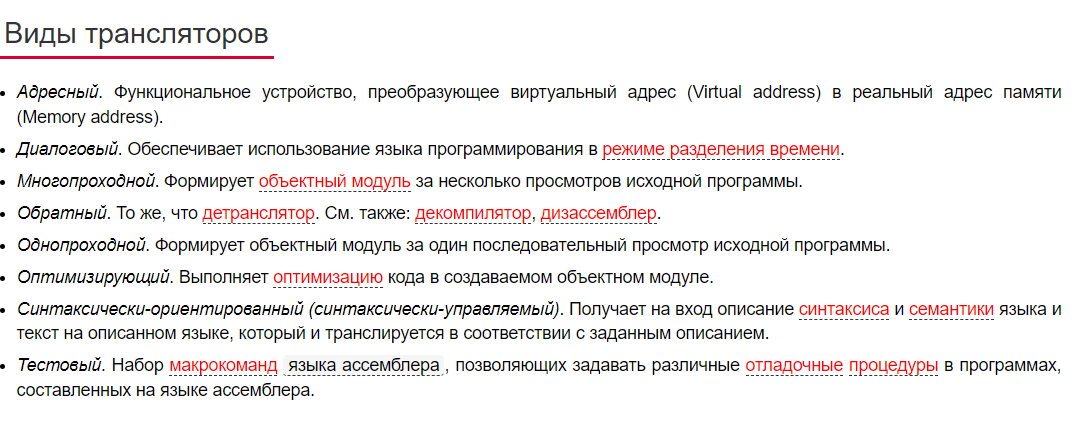 Виды трансляторов
Адресный. Функциональное устройство, преобразующее виртуальный адрес (Virtual address) в реальный адрес памяти
(Memory address).
Диалоговый. Обеспечивает использование языка программирования в режиме разделения времени.
Многопроходной. Формирует объектный модуль за несколько просмотров исходной программы.
Обратный. То же, что детранслятор. См. также: декомпилятор, дизассемблер.
Однопроходной. Формирует объектный модуль за один последовательный просмотр исходной программы.
Оптимизирующий. Выполняет оптимизацию кода в создаваемом объектном модуле.
Синтаксически-ориентированный (синтаксически-управляемый). Получает на вход описание синтаксиса и семантики языка и
текст на описанном языке, который и транслируется в соответствии с заданным описанием.
Тестовый. Набор макрокоманд языка ассемблера, позволяющих задавать различные отладочные процедуры в программах,
составленных на языке ассемблера.